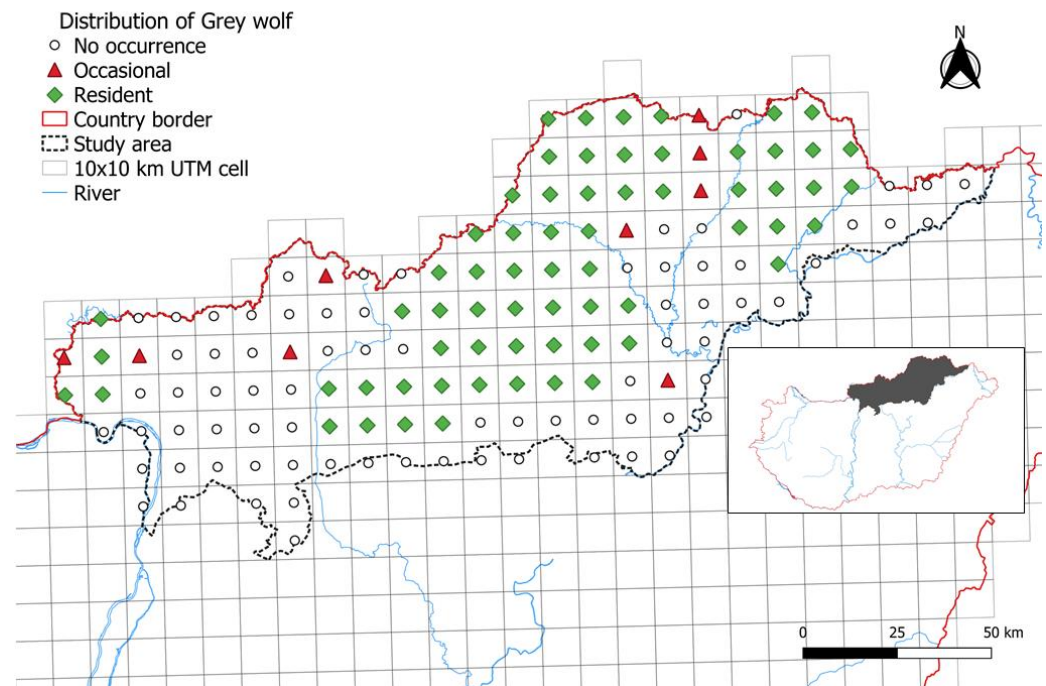 Distribution of Grey wolf
No occurrence
Occasional
Resident
Country border
Study area
10x10 km UTM cell
River
N
0 25 50 km